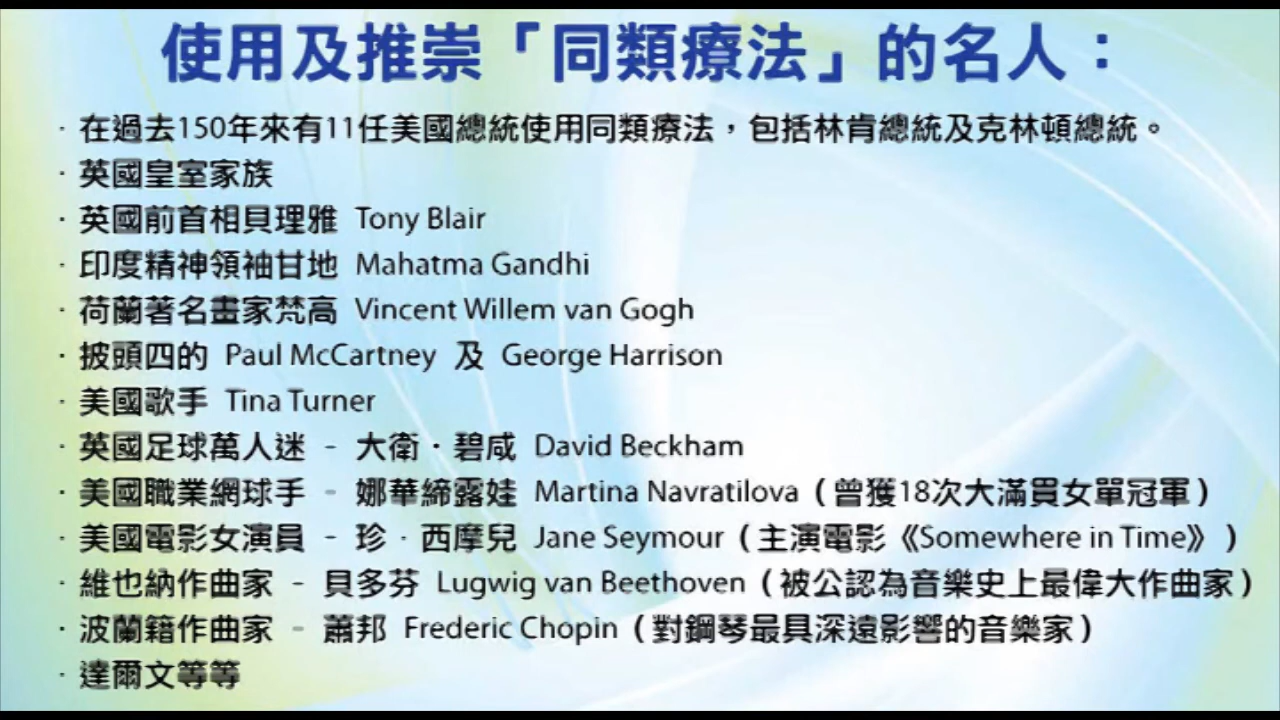 使用及推崇「同類療法」的名人：
· 在過去150年來有11任美國總統使用同類療法，包括林肯總統及克林頓總統。
· 英國皇室家族
· 英國前首相貝理雅 Tony Blair
· 印度精神領袖甘地 Mahatma Gandhi
· 荷蘭著名畫家梵高 Vincent Willem van Gogh
· 披頭四的 Paul McCartney 及 George Harrison
· 美國歌手 Tina Turner
· 英國足球萬人迷 - 大衛·碧咸 David Beckham
· 美國職業網球手 - 娜華締露娃 Martina Navratilova（曾獲18次大滿貫女單冠軍）
· 美國電影女演員 - 珍·西摩兒 Jane Seymour（主演電影《Somewhere in Time》）
· 維也納作曲家 - 貝多芬 Lugwig van Beethoven（被公認為音樂史上最偉大作曲家）
· 波蘭籍作曲家 - 蕭邦 Frederic Chopin（對鋼琴最具深遠影響的音樂家）
· 達爾文等等